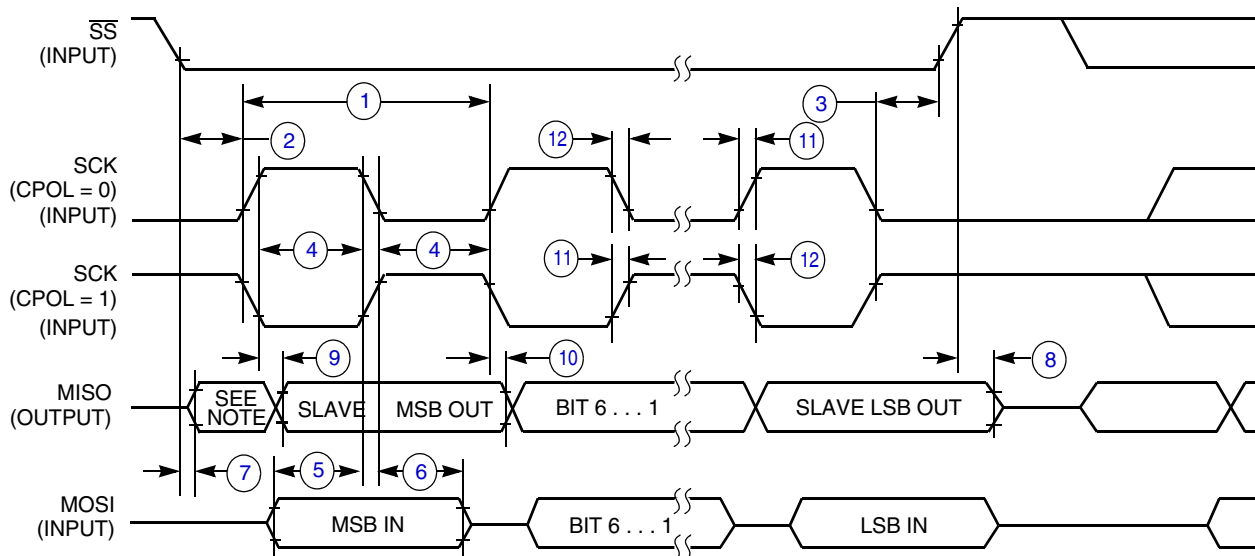 SS
(INPUT)
1
3
2
12
11
SCK
(CPOL = 0)
(INPUT)
4
4
11
12
SCK
(CPOL = 1)
(INPUT)
9
10
8
MISO
(OUTPUT)
SEE
NOTE
SLAVE
MSB OUT
BIT 6 . . . 1
SLAVE LSB OUT
7
5
6
MOSI
(INPUT)
MSB IN
BIT 6 . . . 1
LSB IN